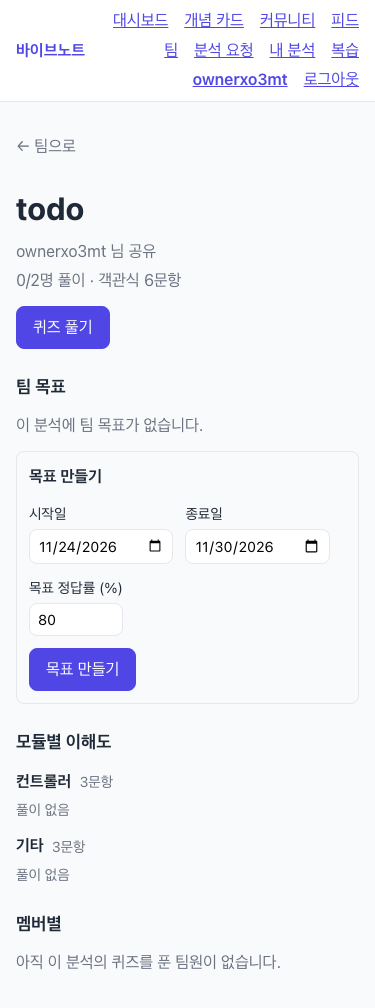 대시보드 개념 카드 커뮤니티 피드
바이브노트 팀 분석 요청 내 분석 복습
ownerxo3mt 로그아웃
← 팀으로
todo
ownerxo3mt 님 공유
0/2명 풀이 · 객관식 6문항
퀴즈 풀기
팀 목표
이 분석에 팀 목표가 없습니다.
목표 만들기
시작일 종료일
11/24/2026 11/30/2026
목표 정답률 (%)
80
목표 만들기
모듈별 이해도
컨트롤러 3문항
풀이 없음
기타 3문항
풀이 없음
멤버별
아직 이 분석의 퀴즈를 푼 팀원이 없습니다.